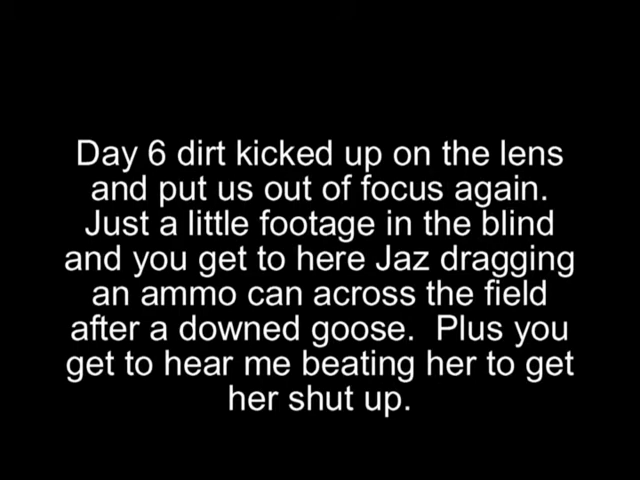 Day 6 dirt kicked up on the lens
and put us out of focus again.
Just a little footage in the blind
and you get to here Jaz dragging
an ammo can across the field
after a downed goose.  Plus you
get to hear me beating her to get
her shut up.